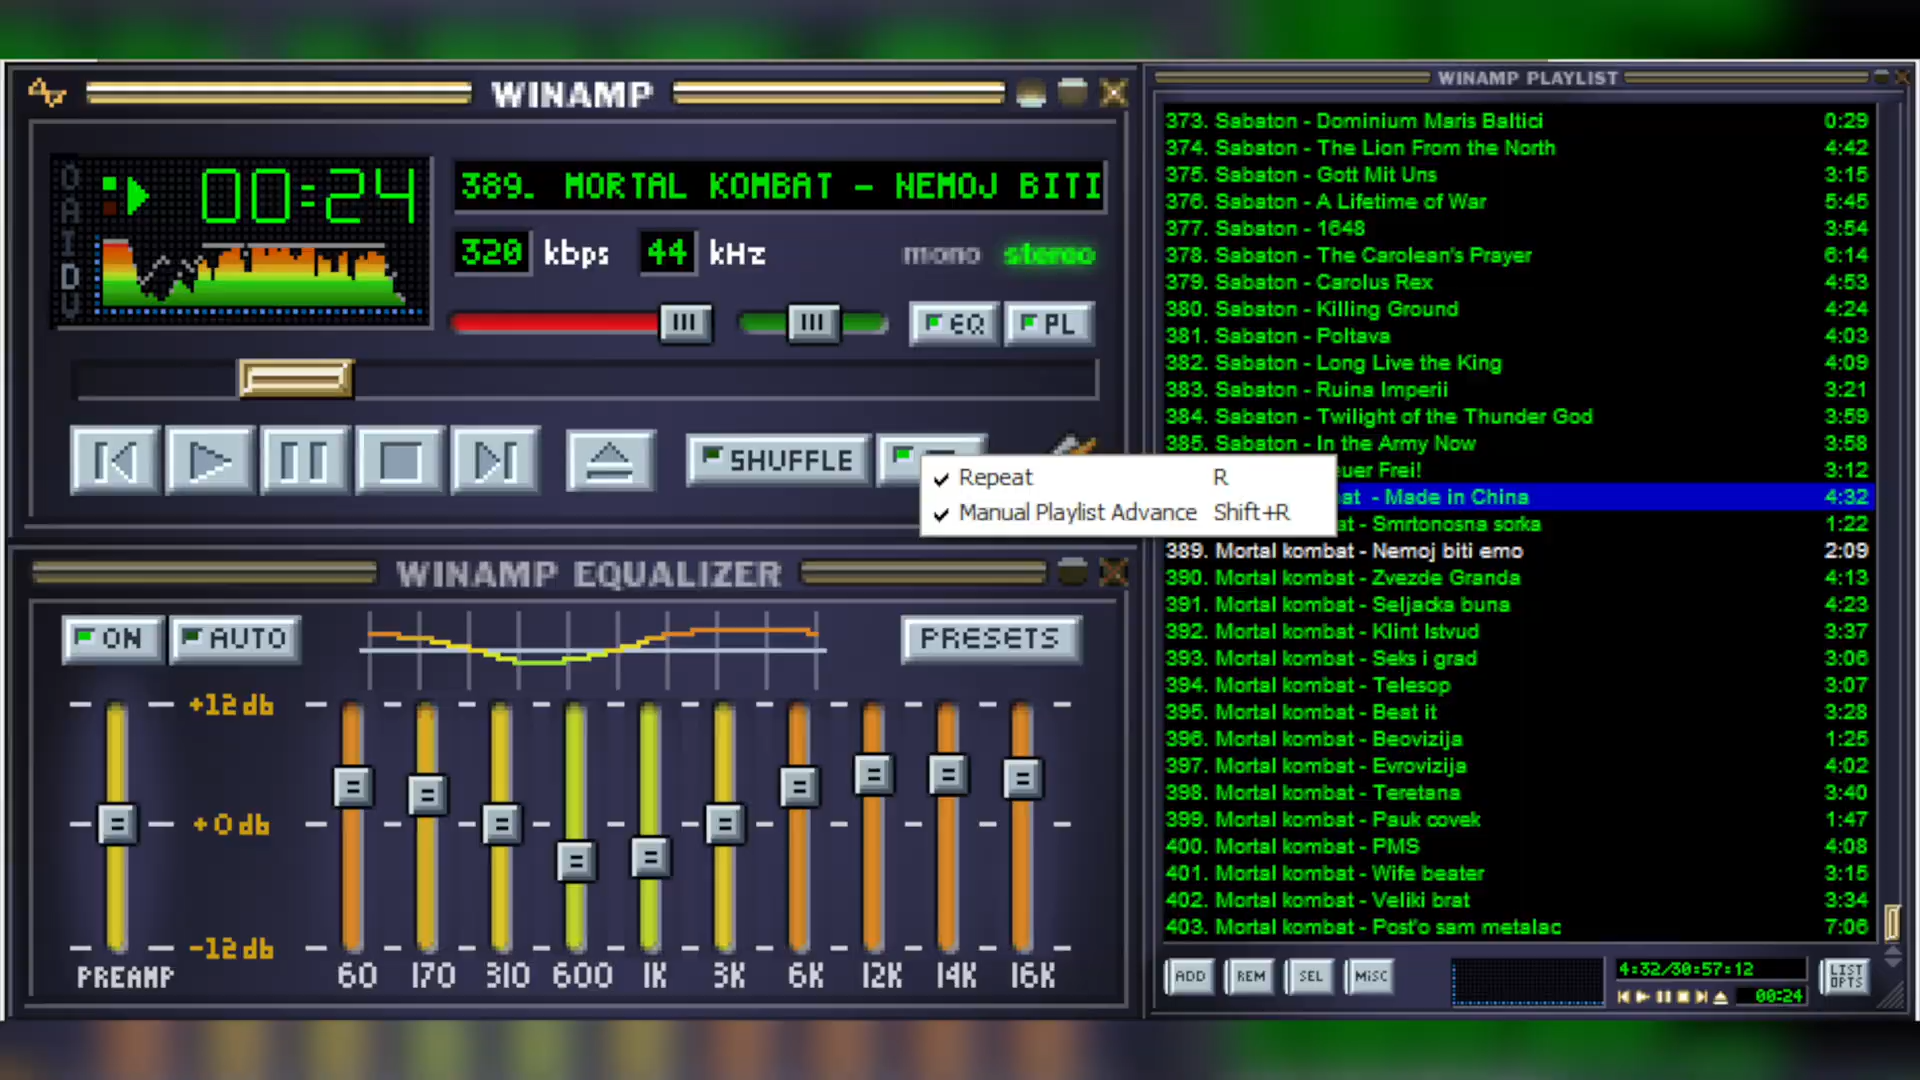 WINAMP
O
A
I
D
V
00:24
389. MORTAL KOMBAT - NEMOJ BITI
320 kbps 44 kHz mono stereo
EQ PL
SHUFFLE
Repeat R
Manual Playlist Advance Shift+R
WINAMP EQUALIZER
ON AUTO PRESETS
+12 db
+0 db
-12 db
PREAMP 60 170 310 600 1K 3K 6K 12K 14K 16K
WINAMP PLAYLIST
373. Sabaton - Dominium Maris Baltici 0:29
374. Sabaton - The Lion From the North 4:42
375. Sabaton - Gott Mit Uns 3:15
376. Sabaton - A Lifetime of War 5:45
377. Sabaton - 1648 3:54
378. Sabaton - The Carolean's Prayer 6:14
379. Sabaton - Carolus Rex 4:53
380. Sabaton - Killing Ground 4:24
381. Sabaton - Poltava 4:03
382. Sabaton - Long Live the King 4:09
383. Sabaton - Ruina Imperii 3:21
384. Sabaton - Twilight of the Thunder God 3:59
385. Sabaton - In the Army Now 3:58
euer Frei! 3:12
at - Made in China 4:32
at - Smrtonosna sorka 1:22
389. Mortal kombat - Nemoj biti emo 2:09
390. Mortal kombat - Zvezde Granda 4:13
391. Mortal kombat - Seljacka buna 4:23
392. Mortal kombat - Klint Istvud 3:37
393. Mortal kombat - Seks i grad 3:06
394. Mortal kombat - Telesop 3:07
395. Mortal kombat - Beat it 3:28
396. Mortal kombat - Beovizija 1:25
397. Mortal kombat - Evrovizija 4:02
398. Mortal kombat - Teretana 3:40
399. Mortal kombat - Pauk covek 1:47
400. Mortal kombat - PMS 4:08
401. Mortal kombat - Wife beater 3:15
402. Mortal kombat - Veliki brat 3:34
403. Mortal kombat - Post'o sam metalac 7:06
ADD REM SEL MISC
4:32/30:57:12
00:24
LIST
OPTS